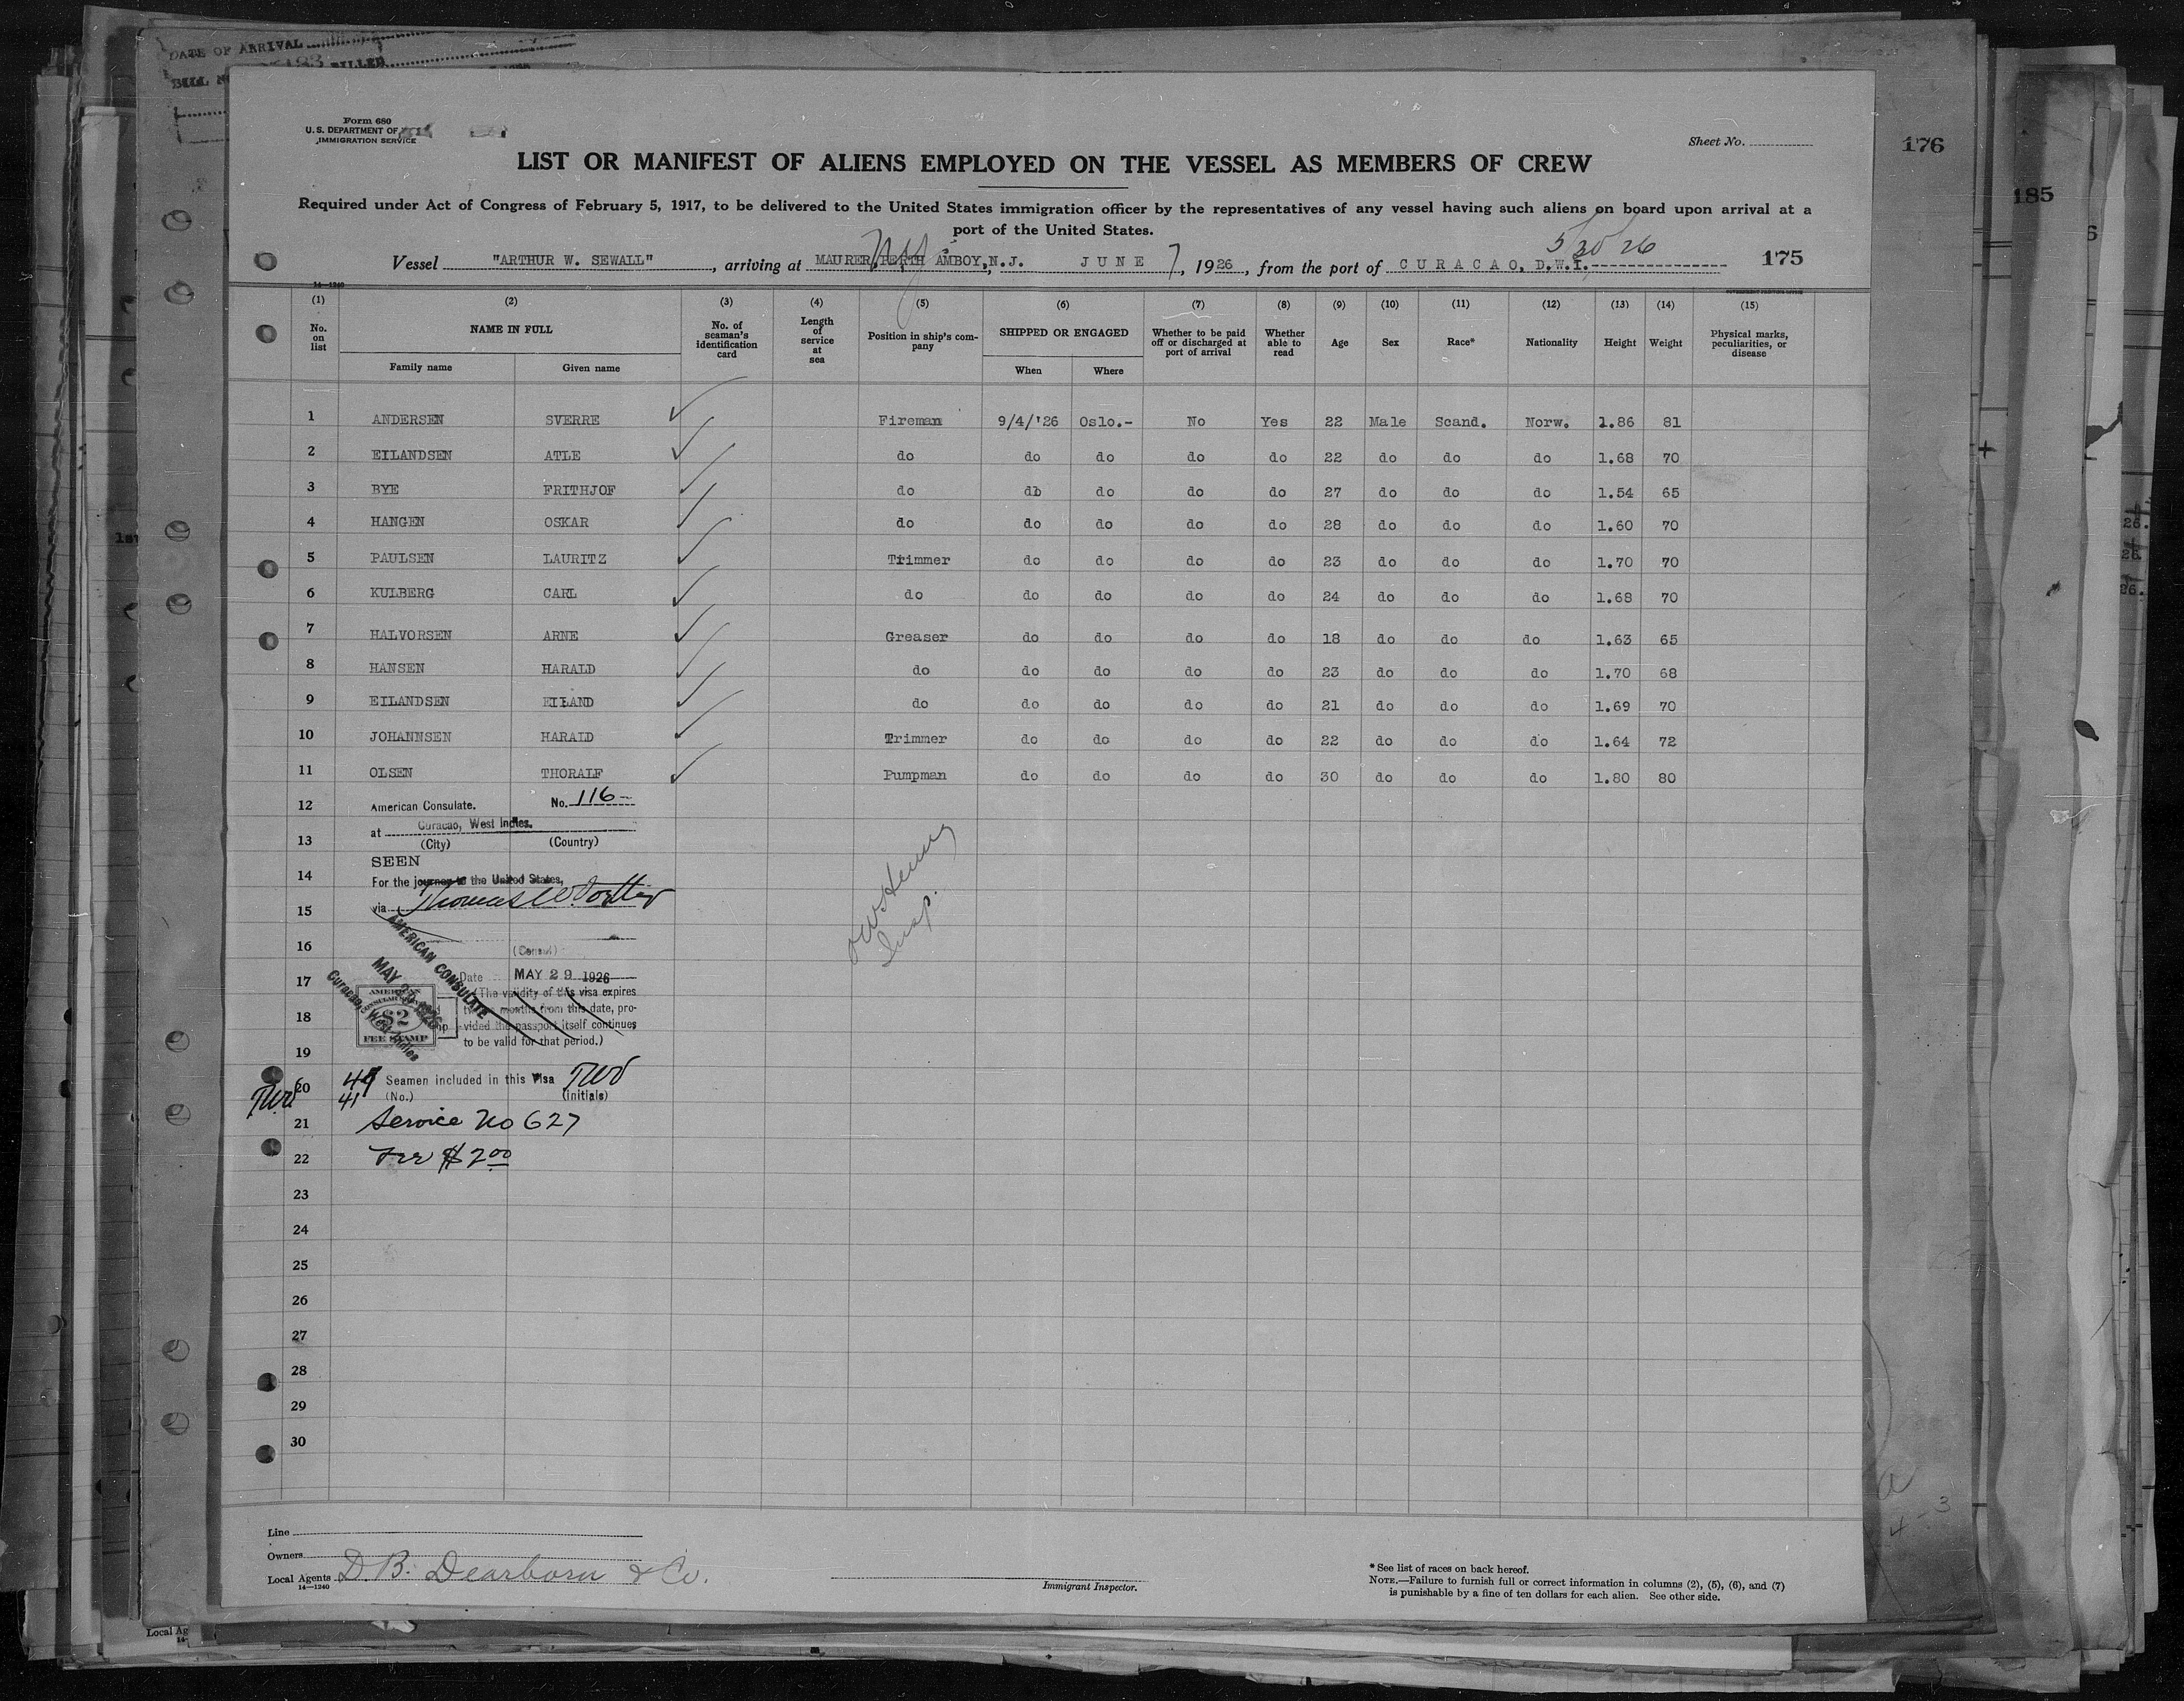 DATE OF ARRIVAL
176
185
Form 680
U. S. DEPARTMENT OF
IMMIGRATION SERVICE
Sheet No.
LIST OR MANIFEST OF ALIENS EMPLOYED ON THE VESSEL AS MEMBERS OF CREW
Required under Act of Congress of February 5, 1917, to be delivered to the United States immigration officer by the representatives of any vessel having such aliens on board upon arrival at a
port of the United States.
5/30/26
Vessel "ARTHUR W. SEWALL", arriving at MAURER, PERTH AMBOY, N.J. JUNE 7, 1926, from the port of CURACAO, D.W.I. 175
14—1240
(1) (2) (3) (4) (5) (6) (7) (8) (9) (10) (11) (12) (13) (14) (15)
No. on list NAME IN FULL No. of seaman's identification card Length of service at sea Position in ship's company SHIPPED OR ENGAGED Whether to be paid off or discharged at port of arrival Whether able to read Age Sex Race* Nationality Height Weight Physical marks, peculiarities, or disease
Family name Given name When Where
1 ANDERSEN SVERRE Fireman 9/4/'26 Oslo.- No Yes 22 Male Scand. Norw. 1.86 81
2 EILANDSEN ATLE do do do do do 22 do do do 1.68 70
3 BYE FRITHJOF do do do do do 27 do do do 1.54 65
4 HANGEN OSKAR do do do do do 28 do do do 1.60 70
5 PAULSEN LAURITZ Trimmer do do do do 23 do do do 1.70 70
6 KULBERG CARL do do do do do 24 do do do 1.68 70
7 HALVORSEN ARNE Greaser do do do do 18 do do do 1.63 65
8 HANSEN HARALD do do do do do 23 do do do 1.70 68
9 EILANDSEN EILAND do do do do do 21 do do do 1.69 70
10 JOHANNSEN HARALD Trimmer do do do do 22 do do do 1.64 72
11 OLSEN THORALF Pumpman do do do do 30 do do do 1.80 80
12 American Consulate. No. 116-
at Curacao, West Indies.
13 (City) (Country)
SEEN
14 For the journey to the United States,
15 via
16 (Consul)
17 Date MAY 29 1926
(The validity of this visa expires
months from this date, pro-
18 vided the passport itself continues
to be valid for that period.)
AMERICAN CONSULATE
Curacao, West Indies
AMERICAN
$2
FEE STAMP
19
20 41 Seamen included in this Visa
(No.) (initials)
21 Service No 627
22 Fee $2.00
23
24
25
26
27
28
29
30
Line
Owners
Local Agents D. B. Dearborn & Co.
14—1240
Immigrant Inspector.
* See list of races on back hereof.
NOTE.—Failure to furnish full or correct information in columns (2), (5), (6), and (7)
is punishable by a fine of ten dollars for each alien. See other side.
4-3
Local Ag